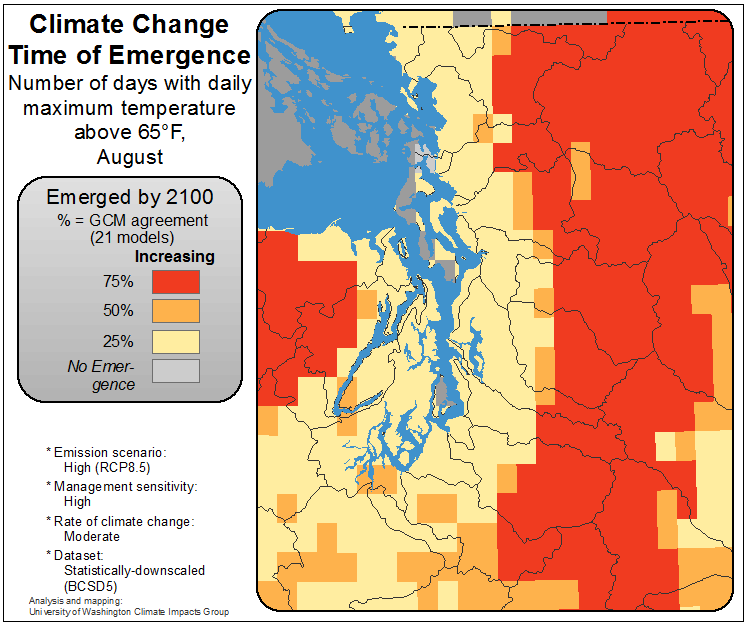 Climate Change
Time of Emergence
Number of days with daily
maximum temperature
above 65°F,
August
Emerged by 2100
% = GCM agreement
(21 models)
Increasing
75%
50%
25%
No Emer-
gence
* Emission scenario:
High (RCP8.5)
* Management sensitivity:
High
* Rate of climate change:
Moderate
* Dataset:
Statistically-downscaled
(BCSD5)
Analysis and mapping:
University of Washington Climate Impacts Group